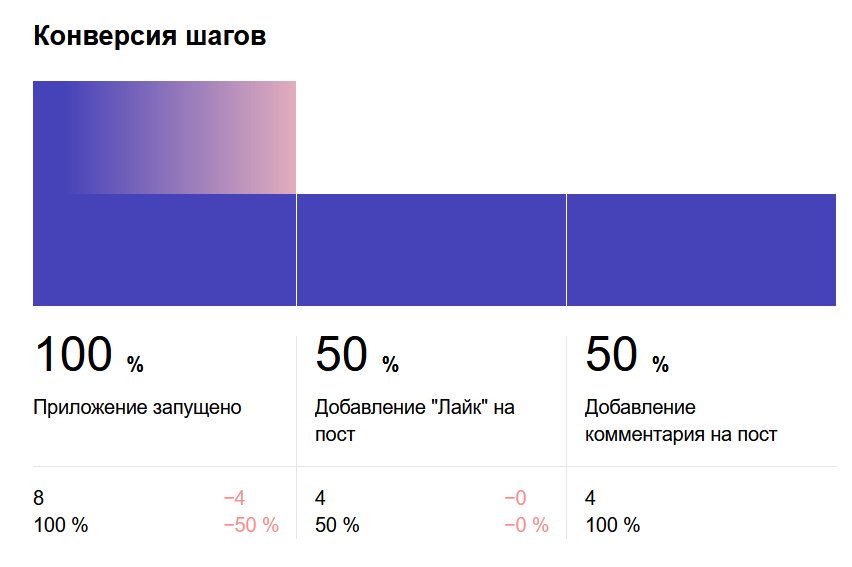 Конверсия шагов
100 %
50 %
50 %
Приложение запущено
Добавление "Лайк" на
пост
Добавление
комментария на пост
8
−4
4
−0
4
100 %
−50 %
50 %
−0 %
100 %